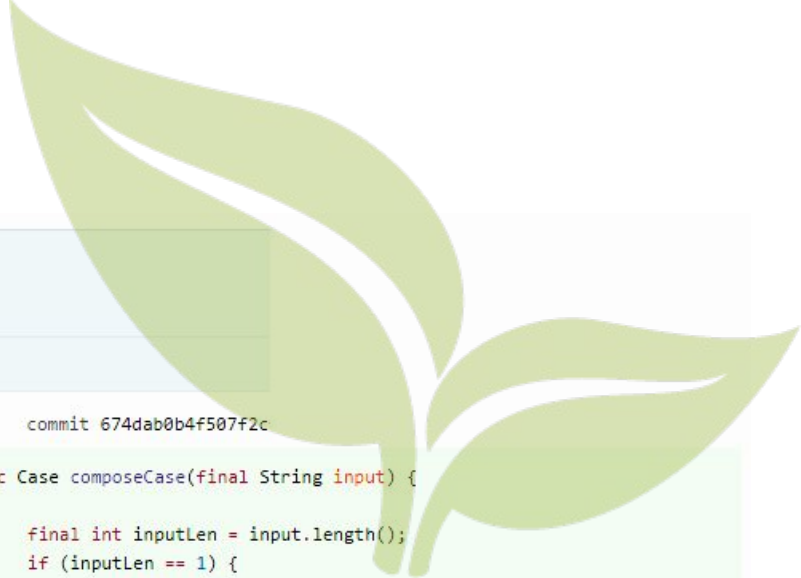 commit 674dab0b4f507f2c
c Case composeCase(final String input) {
final int inputLen = input.length();
if (inputLen == 1) {